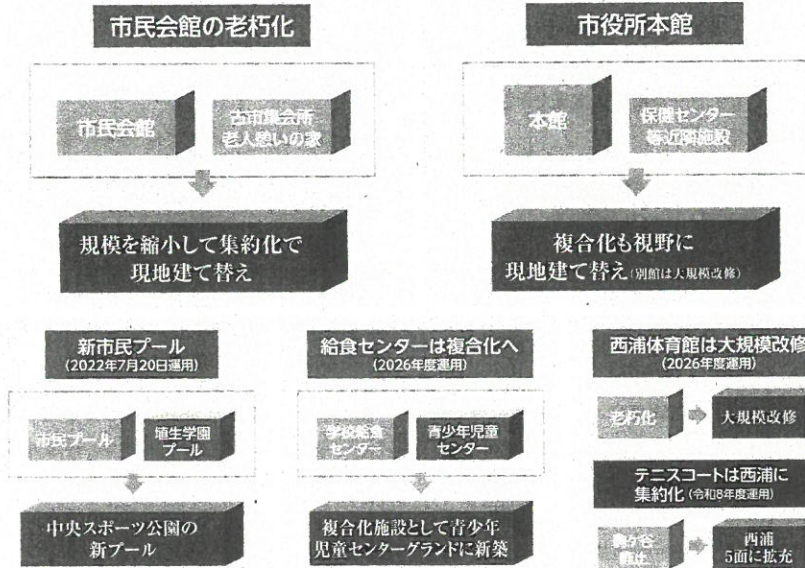 市民会館の老朽化
市民会館
古市集会所
老人憩いの家
規模を縮小して集約化で
現地建て替え
市役所本館
本館
保健センター
等近隣施設
複合化も視野に
現地建て替え(別館は大規模改修)
新市民プール
(2022年7月20日運用)
市民プール
埴生学園
プール
中央スポーツ公園の
新プール
給食センターは複合化へ
(2026年度運用)
学校給食
センター
青少年児童
センター
複合化施設として青少年
児童センターグランドに新築
西浦体育館は大規模改修
(2026年度運用)
老朽化
大規模改修
テニスコートは西浦に
集約化(令和8年度運用)
廃止
西浦
5面に拡充